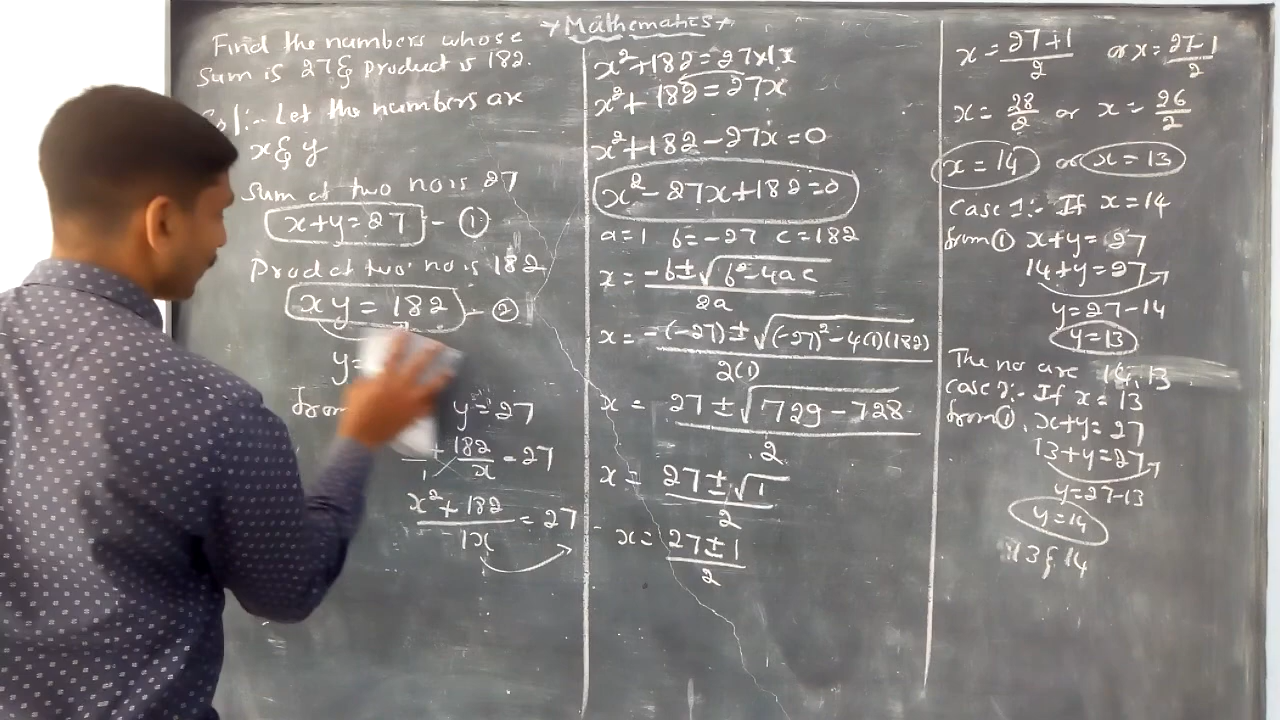 Mathematics
Find the numbers whose
Sum is 27 & product is 182.
Sol:- Let the numbers are
x & y
Sum of two no is 27
x+y=27 - ①
Prod of two no is 182
xy = 182 - ②
y=
from y=27
+ 182/x = 27
x²+182/1x = 27
x²+182=27×1x
x²+ 182=27x
x²+182-27x=0
x²-27x+182=0
a=1 b=-27 c=182
x= -b±√b²-4ac/2a
x= -(-27)±√(-27)²-4(1)(182)/2(1)
x= 27±√729-728/2
x= 27±√1/2
x= 27±1/2
x= 27+1/2 or x= 27-1/2
x= 28/2 or x= 26/2
x=14 or x=13
Case 1:- If x=14
from ① x+y=27
14+y=27
y=27-14
y=13
The no are 14,13
Case 2:- If x=13
from ①, x+y=27
13+y=27
y=27-13
y=14
13 & 14